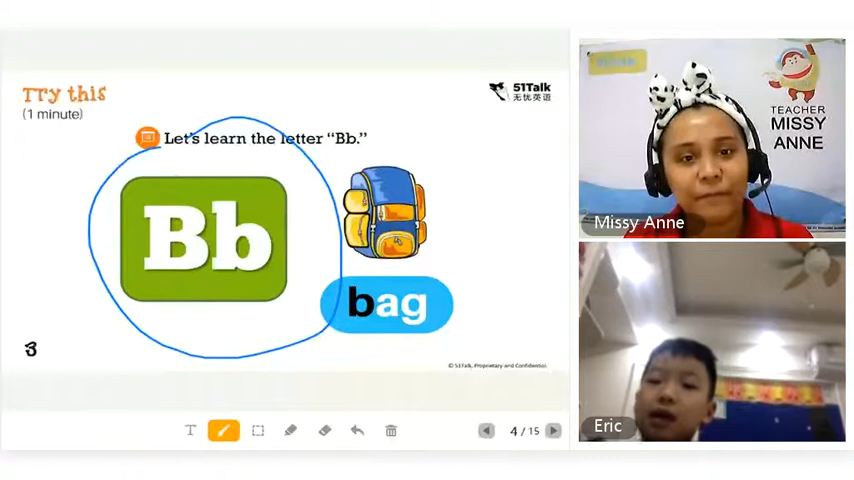 Try this
(1 minute)
51Talk
无忧英语
Let's learn the letter "Bb."
Bb
bag
© 51Talk, Proprietary and Confidential.
T
4 / 15
TEACHER
MISSY
ANNE
Missy Anne
Eric